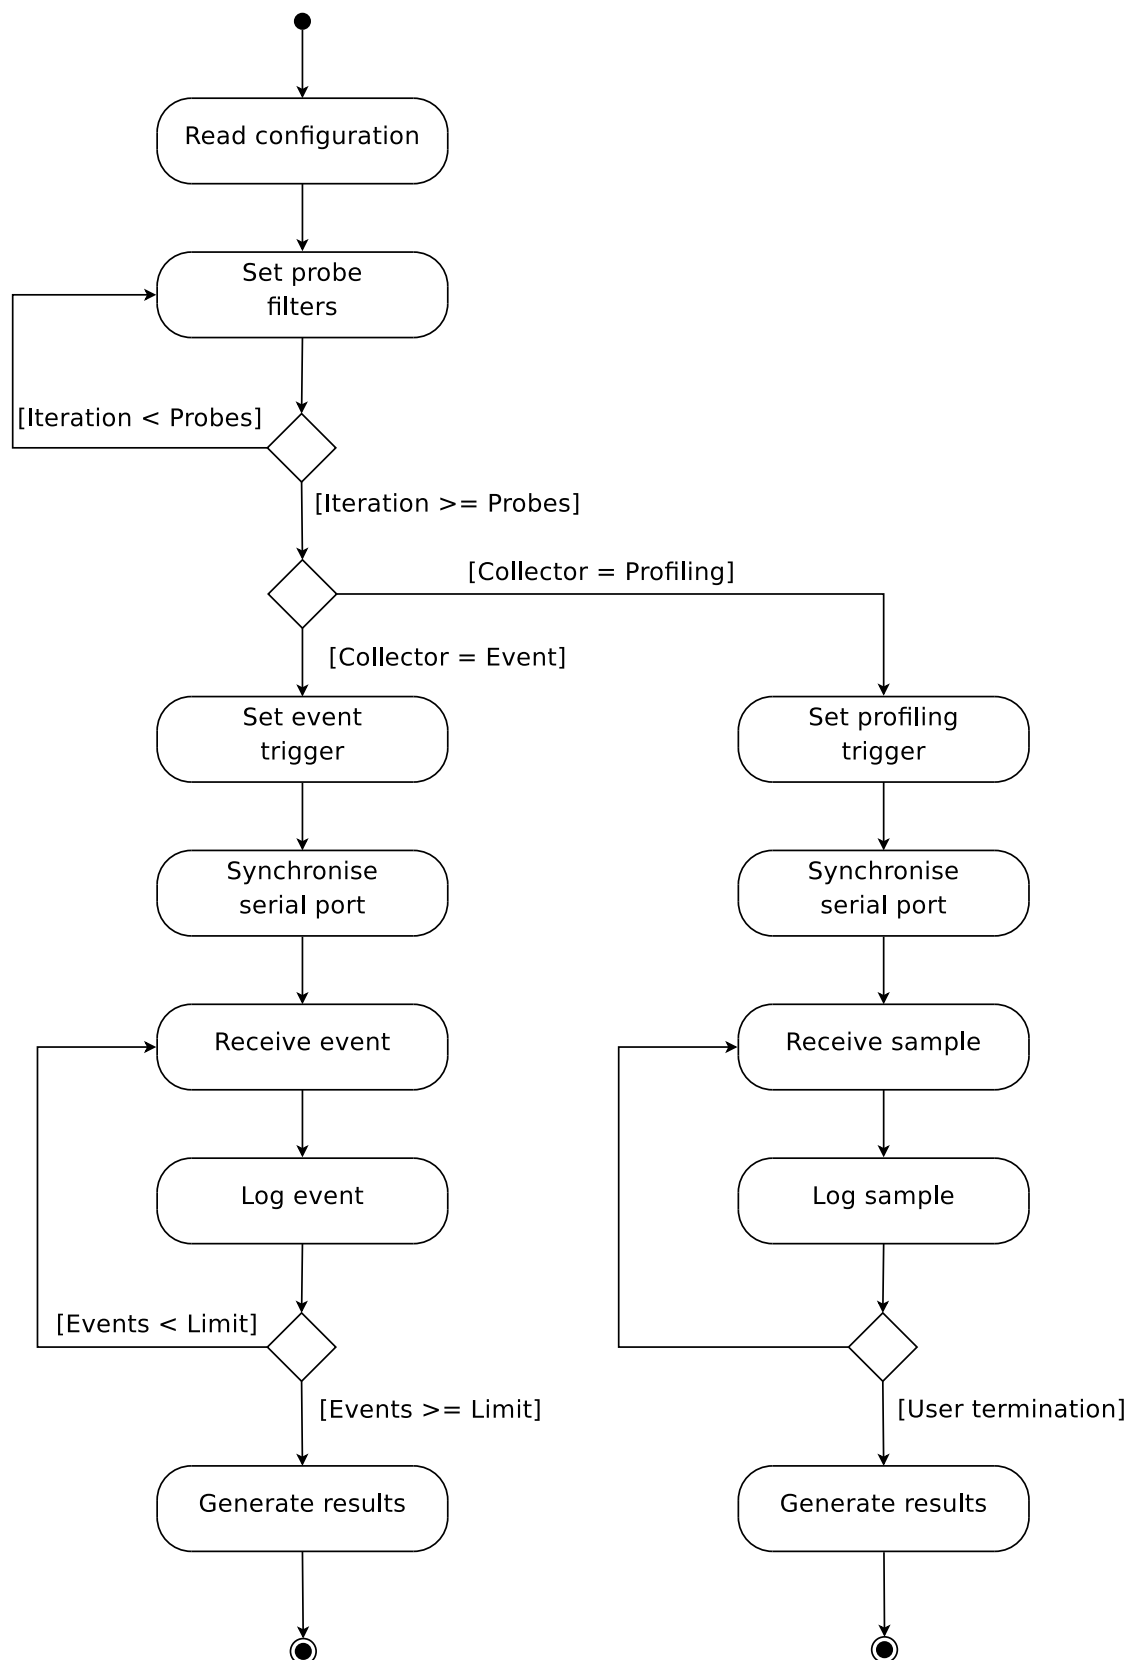 Read configuration
Set probe
filters
[Iteration < Probes]
[Iteration >= Probes]
[Collector = Profiling]
[Collector = Event]
Set event
trigger
Set profiling
trigger
Synchronise
serial port
Synchronise
serial port
Receive event
Receive sample
Log event
Log sample
[Events < Limit]
[Events >= Limit]
[User termination]
Generate results
Generate results